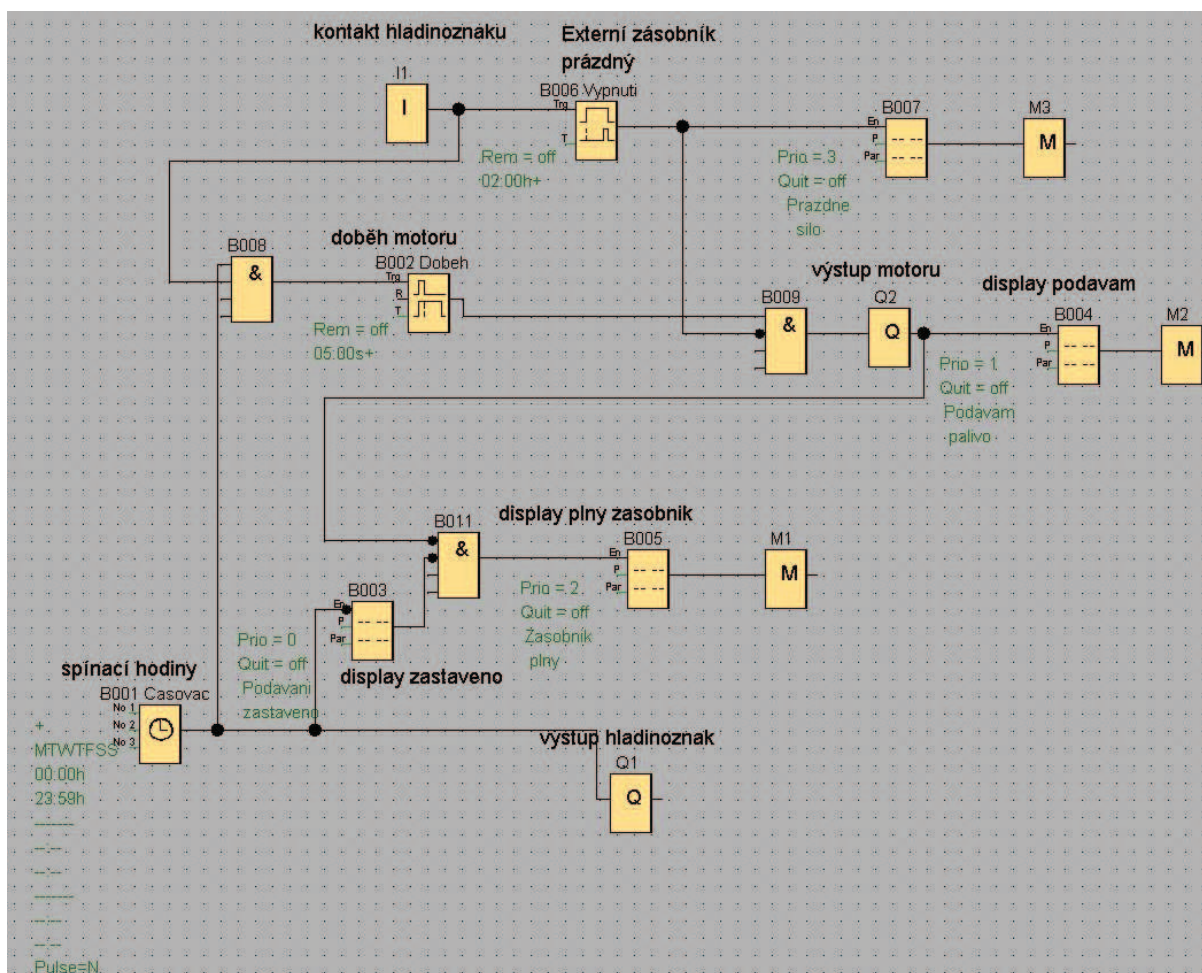 kontakt hladinoznaku
Externí zásobník
prázdný
I1
I
B006 Vypnuti
Trg
T
Rem = off
02:00h+
B007
En
P
Par
Prio = 3
Quit = off
Prazdne
silo
M3
M
B008
&
doběh motoru
B002 Dobeh
Trg
R
T
Rem = off
05:00s+
B009
&
výstup motoru
Q2
Q
display podavam
B004
En
P
Par
Prio = 1
Quit = off
Podavam
palivo
M2
M
B011
&
display plny zasobnik
B005
En
P
Par
Prio = 2
Quit = off
Zasobnik
plny
M1
M
B003
En
P
Par
Prio = 0
Quit = off
Podavani
zastaveno
display zastaveno
spínací hodiny
B001 Casovac
No 1
No 2
No 3
+
MTWTFSS
00:00h
23:59h
-------
--:--
--:--
-------
--:--
--:--
Pulse=N
vystup hladinoznak
Q1
Q